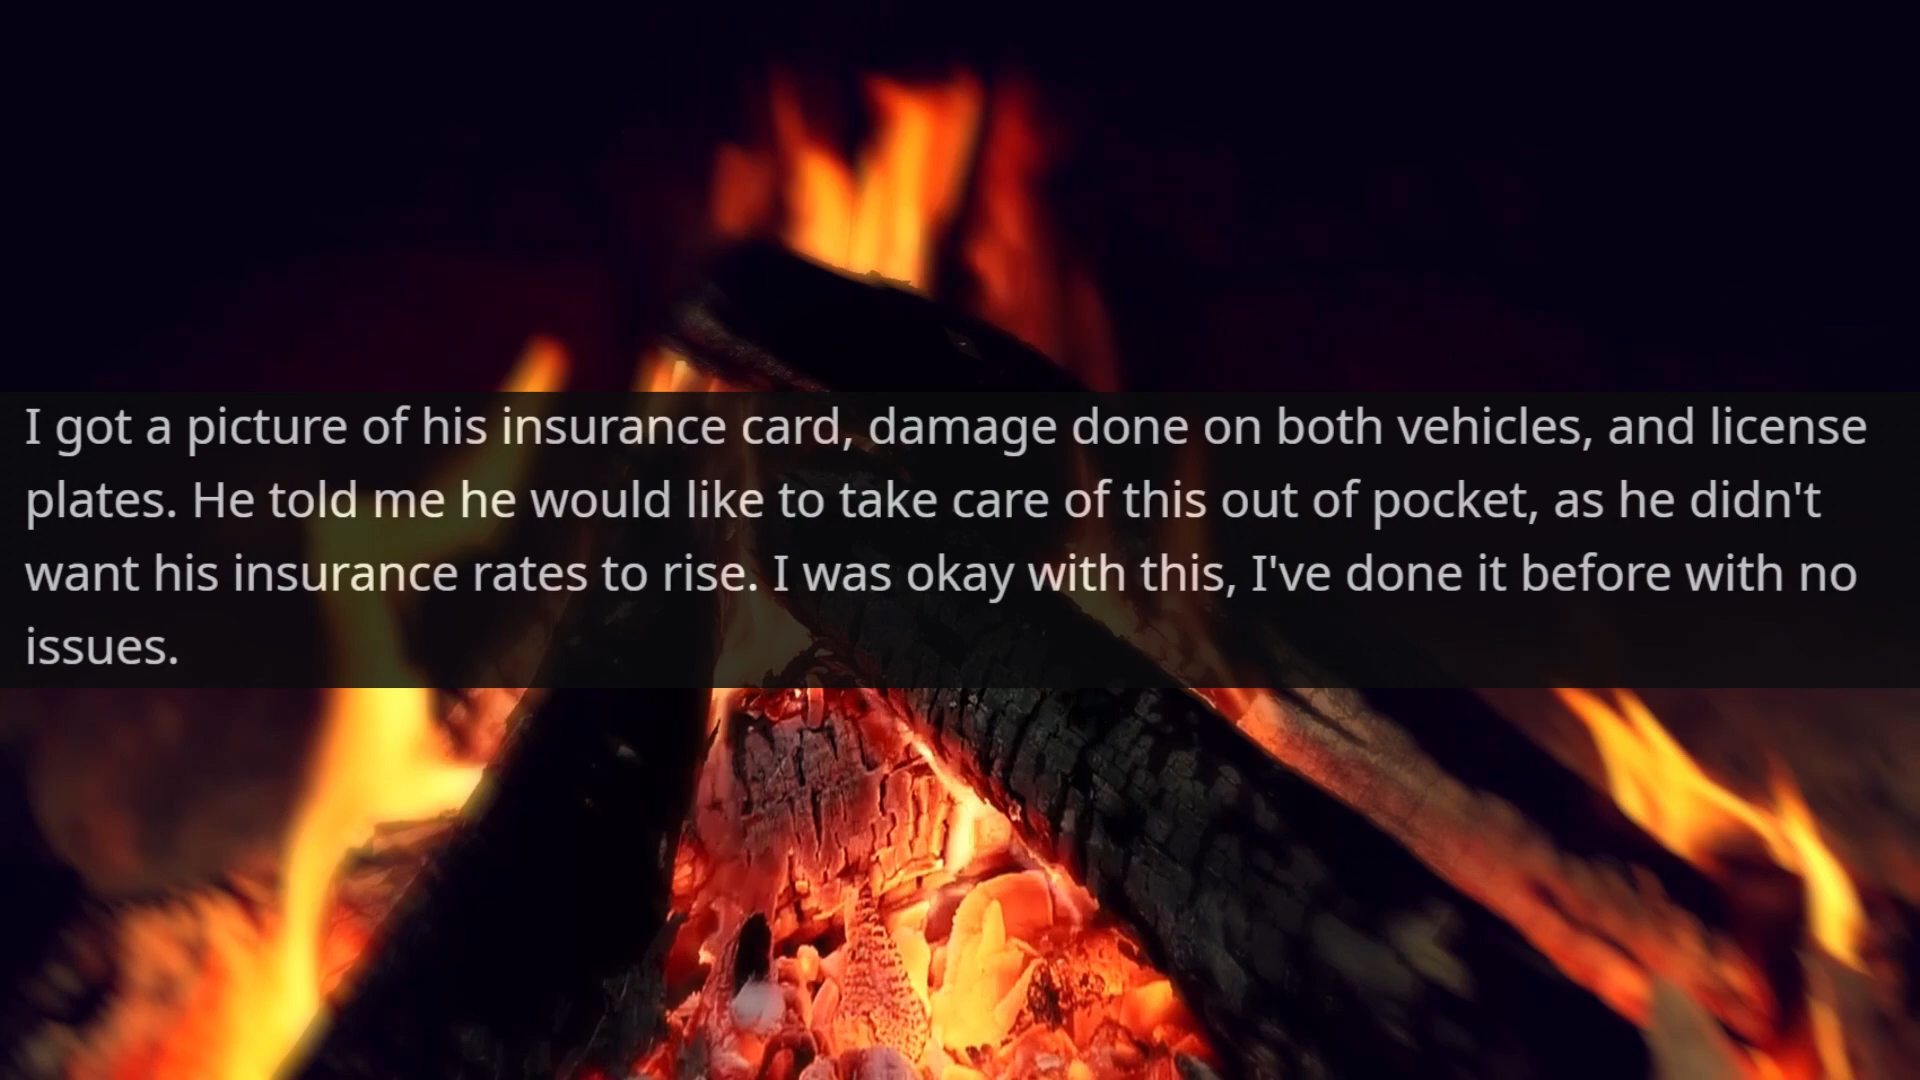 I got a picture of his insurance card, damage done on both vehicles, and license
plates. He told me he would like to take care of this out of pocket, as he didn't
want his insurance rates to rise. I was okay with this, I've done it before with no
issues.